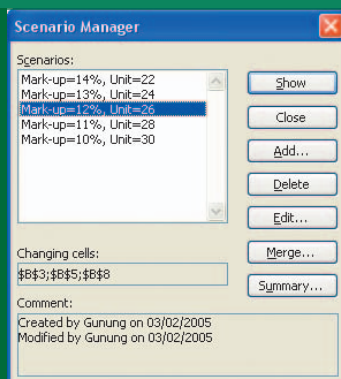 Scenario Manager
Scenarios:
Mark-up=14%, Unit=22
Mark-up=13%, Unit=24
Mark-up=12%, Unit=26
Mark-up=11%, Unit=28
Mark-up=10%, Unit=30
Show
Close
Add...
Delete
Edit...
Merge...
Summary...
Changing cells:
$B$3;$B$5;$B$8
Comment:
Created by Gunung on 03/02/2005
Modified by Gunung on 03/02/2005